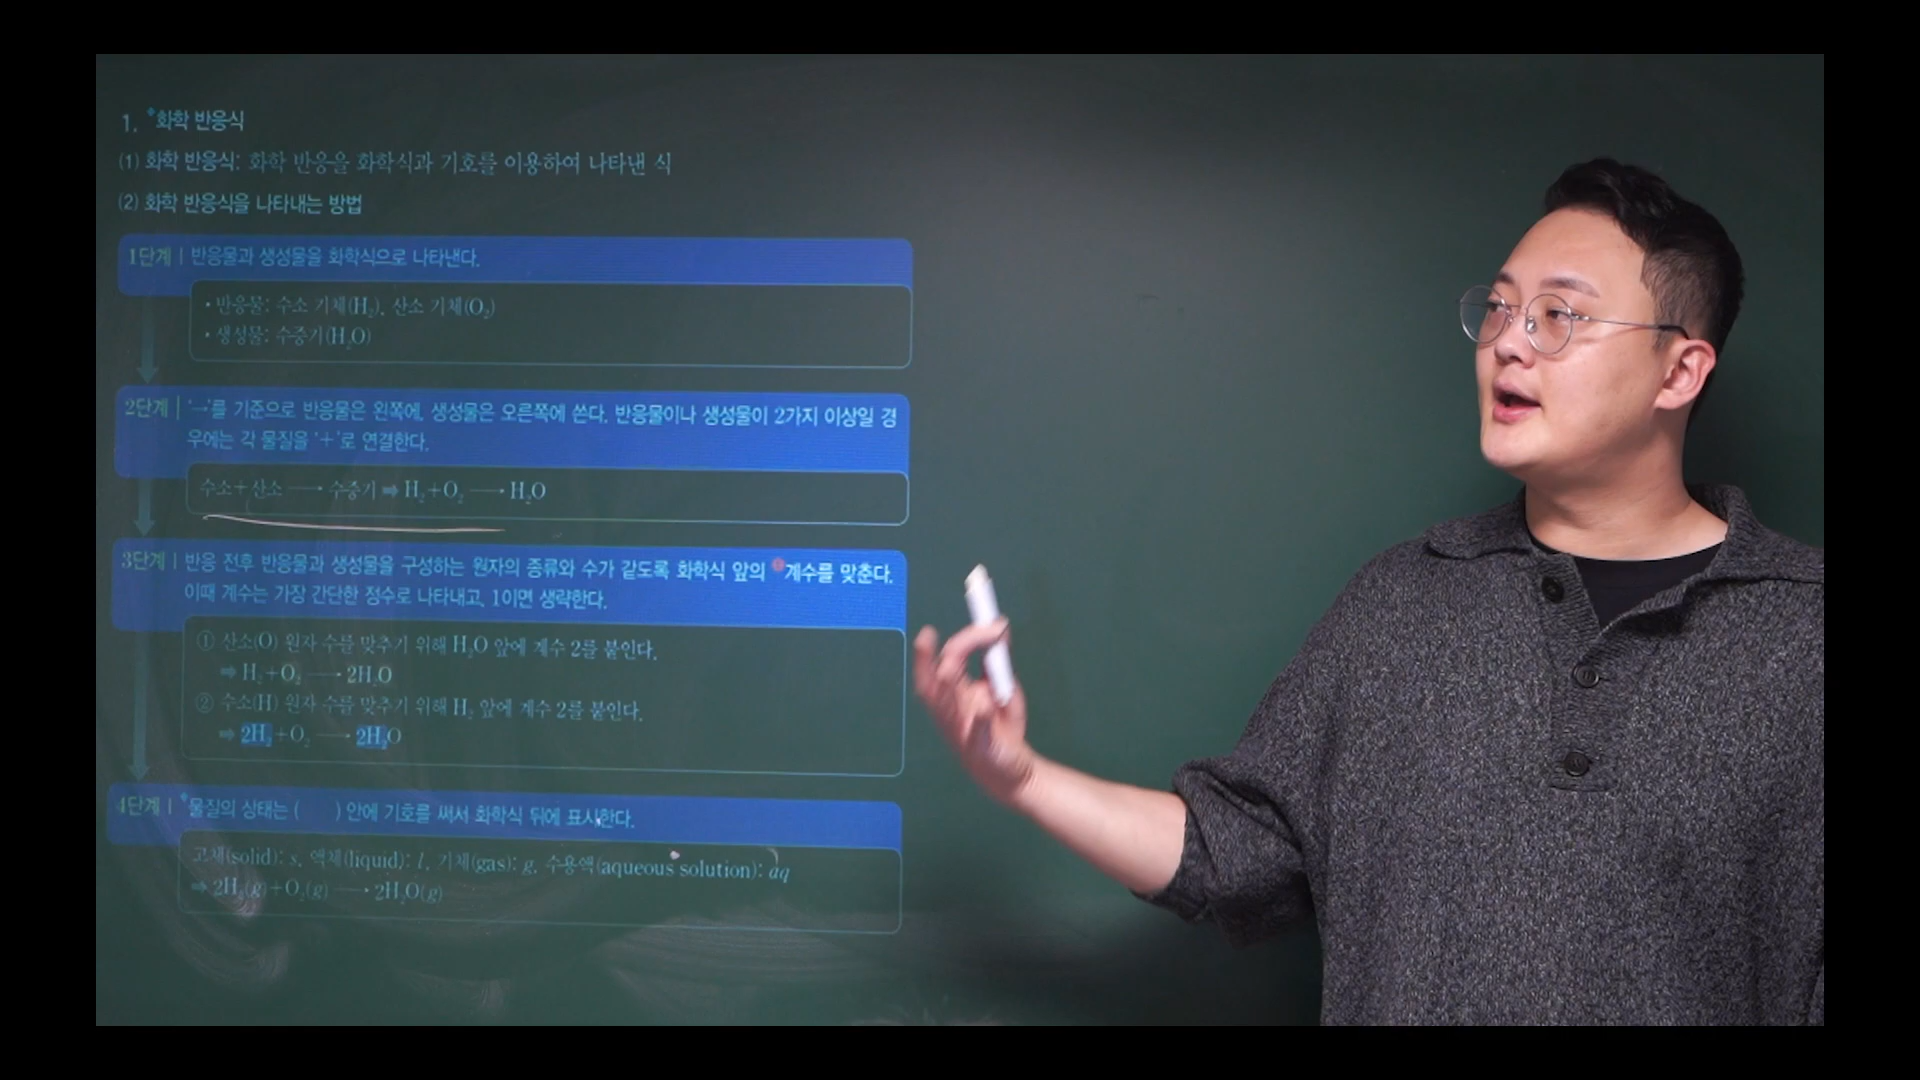 1. *화학 반응식
(1) 화학 반응식: 화학 반응을 화학식과 기호를 이용하여 나타낸 식
(2) 화학 반응식을 나타내는 방법
1단계 | 반응물과 생성물을 화학식으로 나타낸다.
• 반응물: 수소 기체(H₂), 산소 기체(O₂)
• 생성물: 수증기(H₂O)
2단계 | '→'를 기준으로 반응물은 왼쪽에, 생성물은 오른쪽에 쓴다. 반응물이나 생성물이 2가지 이상일 경
우에는 각 물질을 '+'로 연결한다.
수소+산소 ⟶ 수증기 ➡ H₂+O₂ ⟶ H₂O
3단계 | 반응 전후 반응물과 생성물을 구성하는 원자의 종류와 수가 같도록 화학식 앞의 계수를 맞춘다.
이때 계수는 가장 간단한 정수로 나타내고, 1이면 생략한다.
① 산소(O) 원자 수를 맞추기 위해 H₂O 앞에 계수 2를 붙인다.
➡ H₂+O₂ ⟶ 2H₂O
② 수소(H) 원자 수를 맞추기 위해 H₂ 앞에 계수 2를 붙인다.
➡ 2H₂+O₂ ⟶ 2H₂O
4단계 | *물질의 상태는 (    ) 안에 기호를 써서 화학식 뒤에 표시한다.
고체(solid): s, 액체(liquid): l, 기체(gas): g, 수용액(aqueous solution): aq
➡ 2H₂(g)+O₂(g) ⟶ 2H₂O(g)